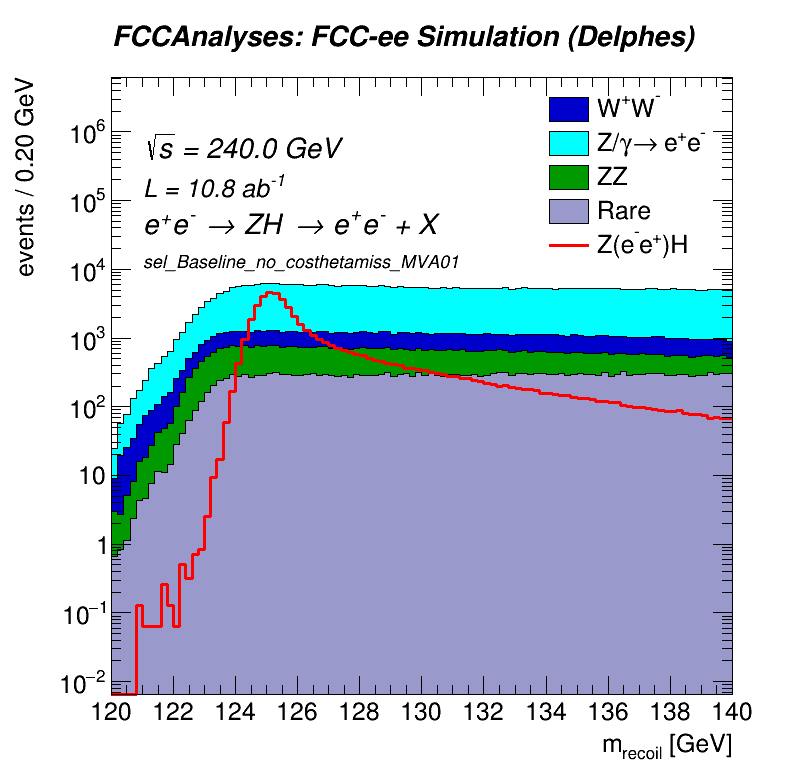 FCCAnalyses: FCC-ee Simulation (Delphes)
events / 0.20 GeV
W⁺W⁻
Z/γ→ e⁺e⁻
ZZ
Rare
Z(e⁻e⁺)H
√s = 240.0 GeV
L = 10.8 ab⁻¹
e⁺e⁻ → ZH → e⁺e⁻ + X
sel_Baseline_no_costhetamiss_MVA01
10⁶
10⁵
10⁴
10³
10²
10
1
10⁻¹
10⁻²
120 122 124 126 128 130 132 134 136 138 140
m_recoil [GeV]